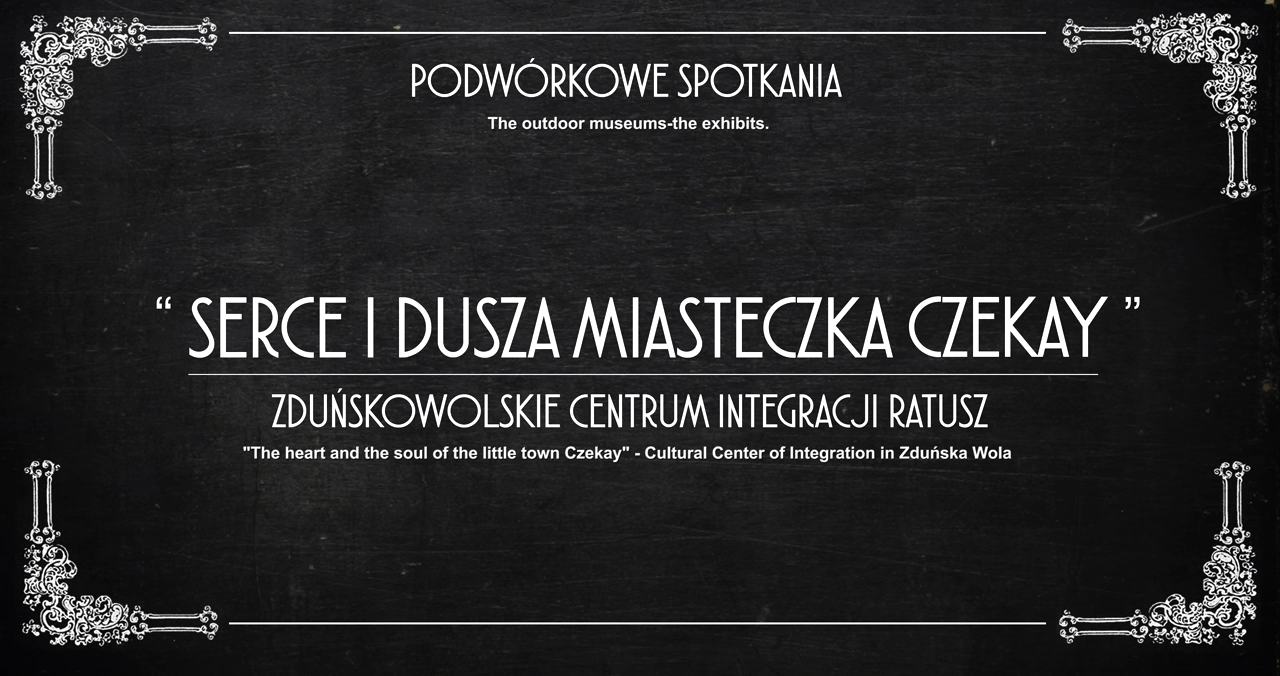 PODWÓRKOWE SPOTKANIA
The outdoor museums-the exhibits.
“ SERCE I DUSZA MIASTECZKA CZEKAY ”
ZDUŃSKOWOLSKIE CENTRUM INTEGRACJI RATUSZ
"The heart and the soul of the little town Czekay" - Cultural Center of Integration in Zduńska Wola